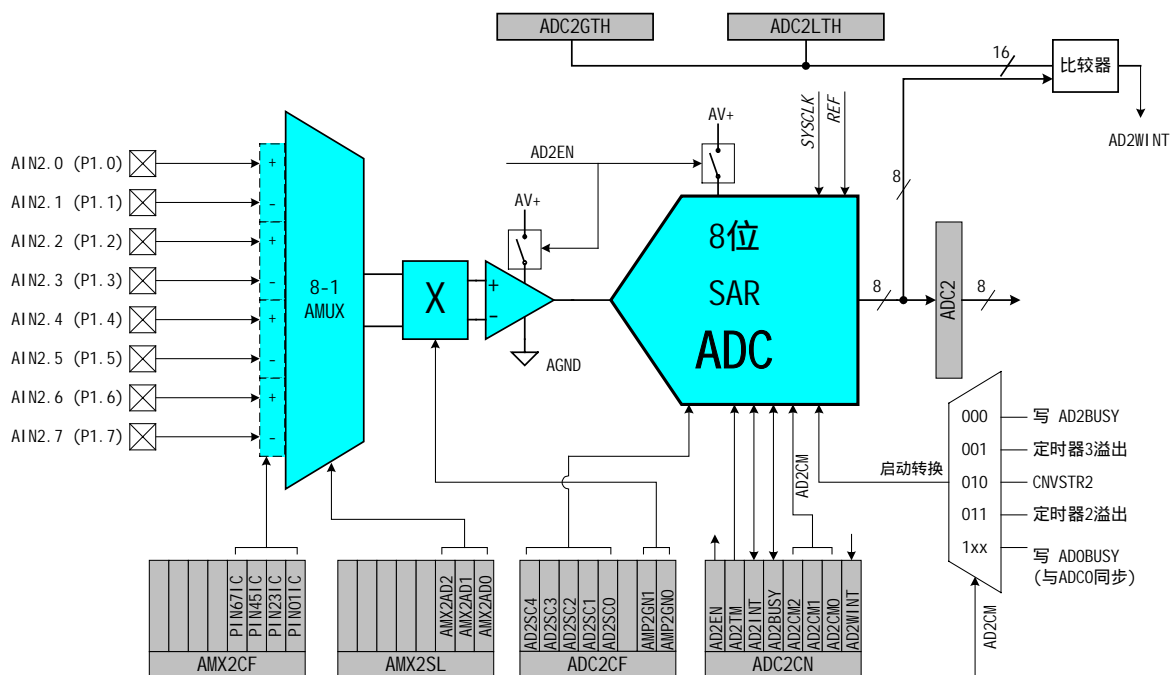 ADC2GTH
ADC2LTH
16
比较器
AD2WINT
SYSCLK
REF
AV+
AD2EN
AV+
8
AIN2.0 (P1.0)
AIN2.1 (P1.1)
AIN2.2 (P1.2)
AIN2.3 (P1.3)
AIN2.4 (P1.4)
AIN2.5 (P1.5)
AIN2.6 (P1.6)
AIN2.7 (P1.7)
+
-
+
-
+
-
+
-
8-1
AMUX
X
+
-
AGND
8位
SAR
ADC
8
ADC2
8
启动转换
AD2CM
000
001
010
011
1xx
写 AD2BUSY
定时器3溢出
CNVSTR2
定时器2溢出
写 AD0BUSY
(与ADC0同步)
AD2CM
PIN67IC
PIN45IC
PIN23IC
PIN01IC
AMX2CF
AMX2AD2
AMX2AD1
AMX2AD0
AMX2SL
AD2SC4
AD2SC3
AD2SC2
AD2SC1
AD2SC0
AMP2GN1
AMP2GN0
ADC2CF
AD2EN
AD2TM
AD2INT
AD2BUSY
AD2CM2
AD2CM1
AD2CM0
AD2WINT
ADC2CN